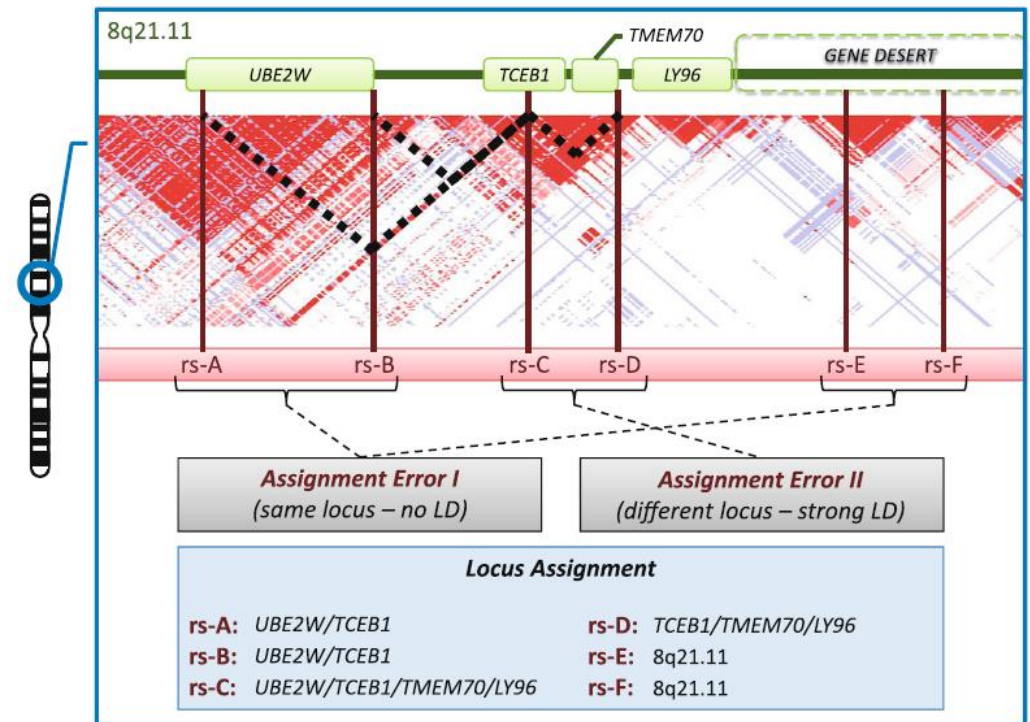 8q21.11
TMEM70
UBE2W
TCEB1
LY96
GENE DESERT
rs-A
rs-B
rs-C
rs-D
rs-E
rs-F
Assignment Error I
(same locus – no LD)
Assignment Error II
(different locus – strong LD)
Locus Assignment
rs-A: UBE2W/TCEB1
rs-B: UBE2W/TCEB1
rs-C: UBE2W/TCEB1/TMEM70/LY96
rs-D: TCEB1/TMEM70/LY96
rs-E: 8q21.11
rs-F: 8q21.11